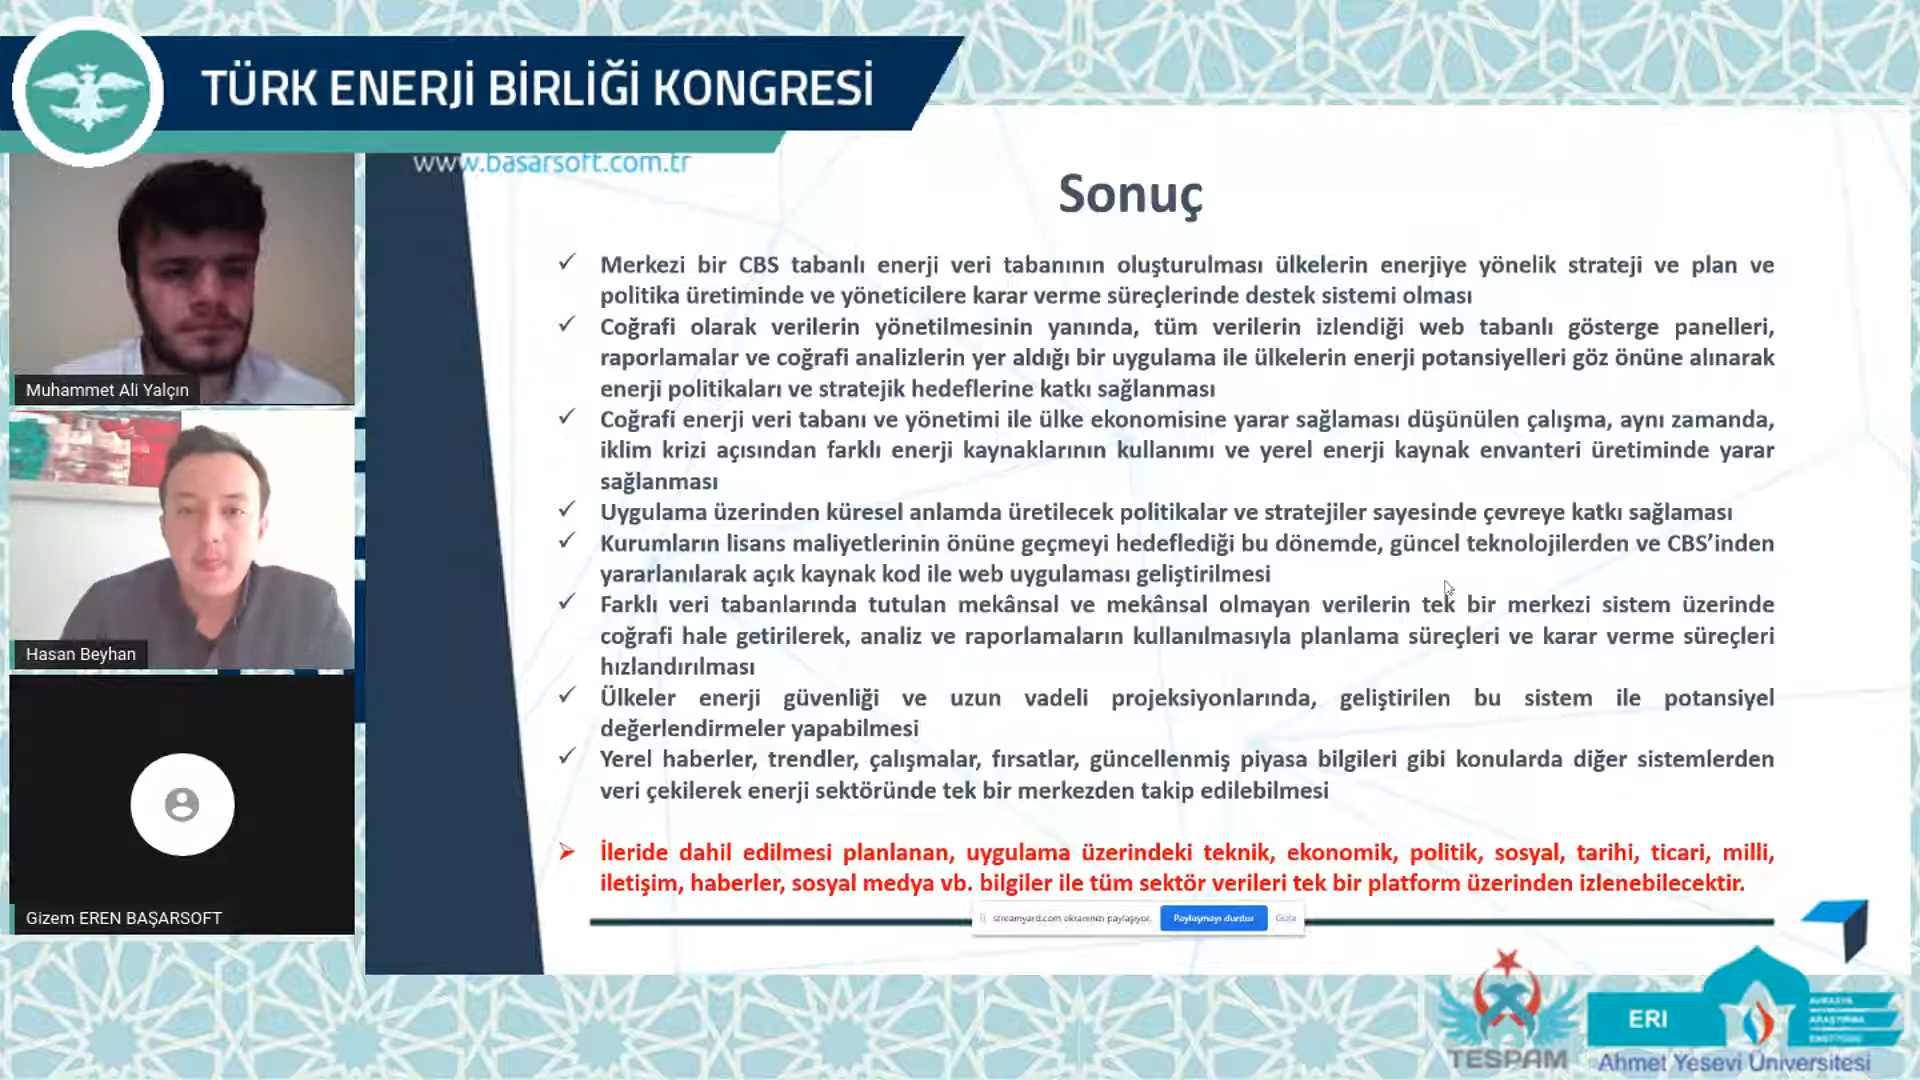 TÜRK ENERJİ BİRLİĞİ KONGRESİ
www.basarsoft.com.tr
Sonuç
✓ Merkezi bir CBS tabanlı enerji veri tabanının oluşturulması ülkelerin enerjiye yönelik strateji ve plan ve
politika üretiminde ve yöneticilere karar verme süreçlerinde destek sistemi olması
✓ Coğrafi olarak verilerin yönetilmesinin yanında, tüm verilerin izlendiği web tabanlı gösterge panelleri,
raporlamalar ve coğrafi analizlerin yer aldığı bir uygulama ile ülkelerin enerji potansiyelleri göz önüne alınarak
enerji politikaları ve stratejik hedeflerine katkı sağlanması
✓ Coğrafi enerji veri tabanı ve yönetimi ile ülke ekonomisine yarar sağlaması düşünülen çalışma, aynı zamanda,
iklim krizi açısından farklı enerji kaynaklarının kullanımı ve yerel enerji kaynak envanteri üretiminde yarar
sağlanması
✓ Uygulama üzerinden küresel anlamda üretilecek politikalar ve stratejiler sayesinde çevreye katkı sağlaması
✓ Kurumların lisans maliyetlerinin önüne geçmeyi hedeflediği bu dönemde, güncel teknolojilerden ve CBS’inden
yararlanılarak açık kaynak kod ile web uygulaması geliştirilmesi
✓ Farklı veri tabanlarında tutulan mekânsal ve mekânsal olmayan verilerin tek bir merkezi sistem üzerinde
coğrafi hale getirilerek, analiz ve raporlamaların kullanılmasıyla planlama süreçleri ve karar verme süreçleri
hızlandırılması
✓ Ülkeler enerji güvenliği ve uzun vadeli projeksiyonlarında, geliştirilen bu sistem ile potansiyel
değerlendirmeler yapabilmesi
✓ Yerel haberler, trendler, çalışmalar, fırsatlar, güncellenmiş piyasa bilgileri gibi konularda diğer sistemlerden
veri çekilerek enerji sektöründe tek bir merkezden takip edilebilmesi
➢ İleride dahil edilmesi planlanan, uygulama üzerindeki teknik, ekonomik, politik, sosyal, tarihi, ticari, milli,
iletişim, haberler, sosyal medya vb. bilgiler ile tüm sektör verileri tek bir platform üzerinden izlenebilecektir.
streamyard.com ekranınızı paylaşıyor. Paylaşmayı durdur Gizle
Muhammet Ali Yalçın
Hasan Beyhan
Gizem EREN BAŞARSOFT
TESPAM
ERI
AVRASYA
ARAŞTIRMA
ENSTİTÜSÜ
Ahmet Yesevi Üniversitesi